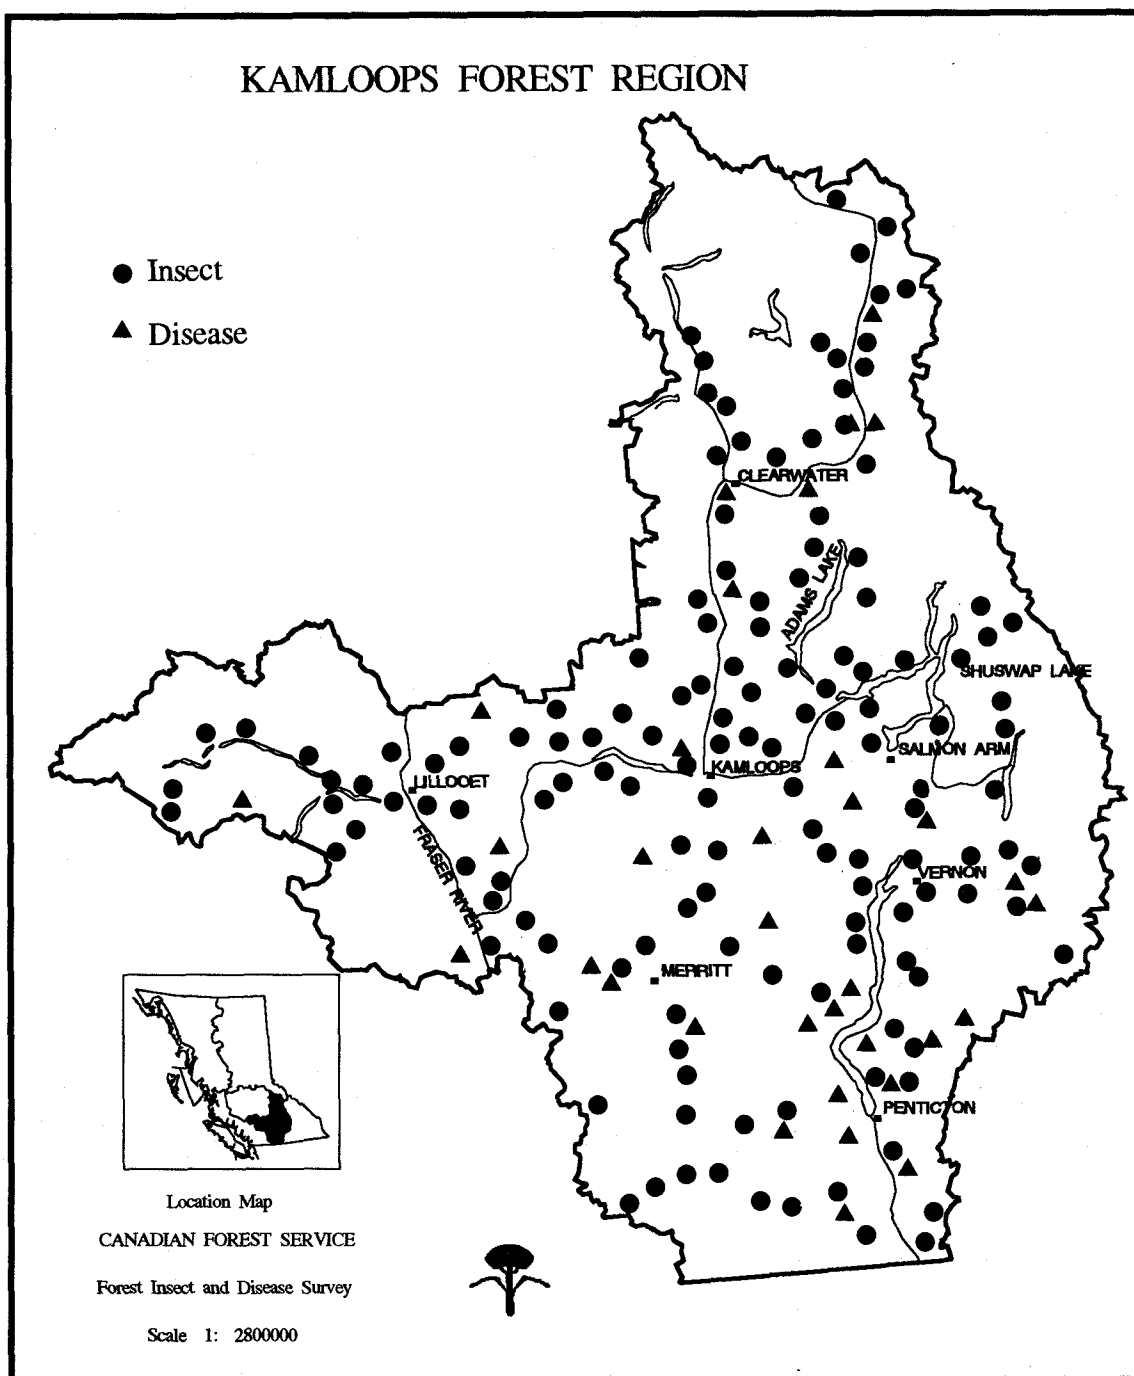 KAMLOOPS FOREST REGION
Insect
Disease
CLEARWATER
ADAMS LAKE
SHUSWAP LAKE
SALMON ARM
LILLOOET
KAMLOOPS
FRASER RIVER
VERNON
MERRITT
PENTICTON
Location Map
CANADIAN FOREST SERVICE
Forest Insect and Disease Survey
Scale 1: 2800000